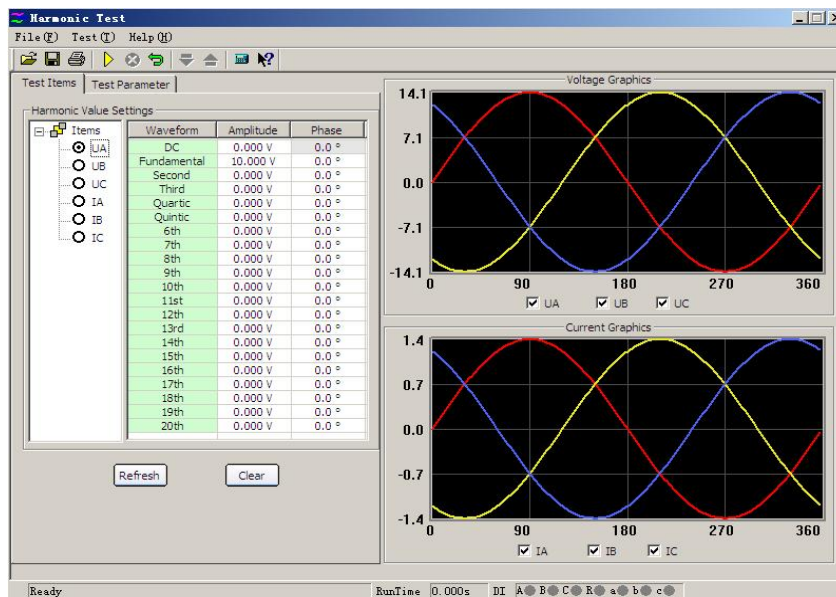 Harmonic Test
File(F) Test(T) Help(H)
Test Items Test Parameter
Harmonic Value Settings
Items
UA
UB
UC
IA
IB
IC
Waveform Amplitude Phase
DC 0.000 V 0.0 °
Fundamental 10.000 V 0.0 °
Second 0.000 V 0.0 °
Third 0.000 V 0.0 °
Quartic 0.000 V 0.0 °
Quintic 0.000 V 0.0 °
6th 0.000 V 0.0 °
7th 0.000 V 0.0 °
8th 0.000 V 0.0 °
9th 0.000 V 0.0 °
10th 0.000 V 0.0 °
11st 0.000 V 0.0 °
12th 0.000 V 0.0 °
13rd 0.000 V 0.0 °
14th 0.000 V 0.0 °
15th 0.000 V 0.0 °
16th 0.000 V 0.0 °
17th 0.000 V 0.0 °
18th 0.000 V 0.0 °
19th 0.000 V 0.0 °
20th 0.000 V 0.0 °
Refresh Clear
Voltage Graphics
14.1
7.1
0.0
-7.1
-14.1
0 90 180 270 360
UA UB UC
Current Graphics
1.4
0.7
0.0
-0.7
-1.4
0 90 180 270 360
IA IB IC
Ready RunTime 0.000s DI A B C R a b c